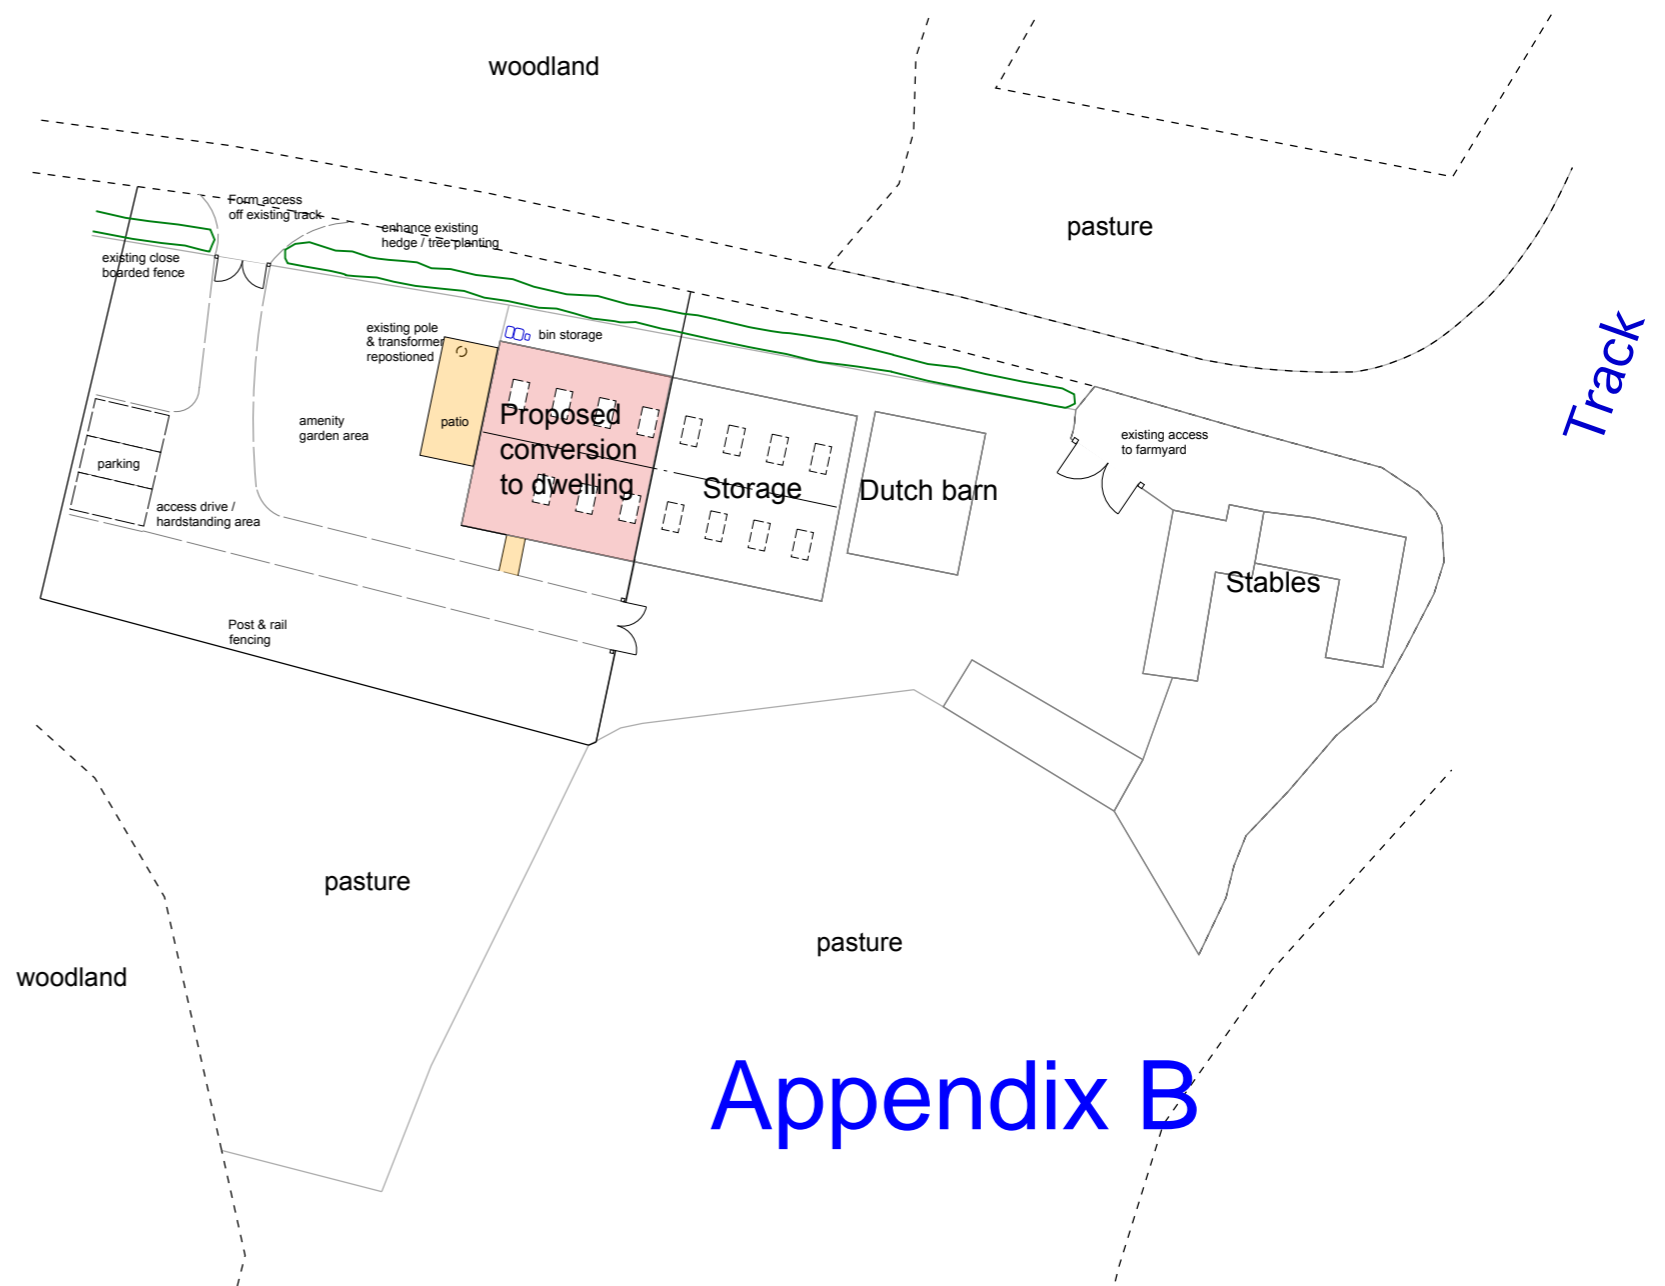 woodland
Form access
off existing track
enhance existing
hedge / tree planting
pasture
existing close
boarded fence
existing pole
& transformer
repostioned
bin storage
Track
amenity
garden area
patio
Proposed
conversion
to dwelling
Storage
Dutch barn
existing access
to farmyard
parking
access drive /
hardstanding area
Stables
Post & rail
fencing
pasture
pasture
woodland
Appendix B